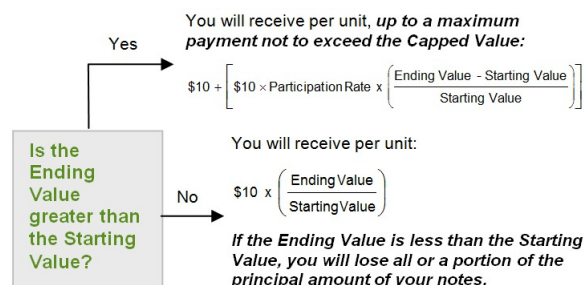 You will receive per unit, up to a maximum
payment not to exceed the Capped Value:
Yes
$10 + [ $10 × Participation Rate x ( Ending Value - Starting Value / Starting Value ) ]
Is the
Ending
Value
greater than
the Starting
Value?
No
You will receive per unit:
$10 x ( Ending Value / Starting Value )
If the Ending Value is less than the Starting
Value, you will lose all or a portion of the
principal amount of your notes.